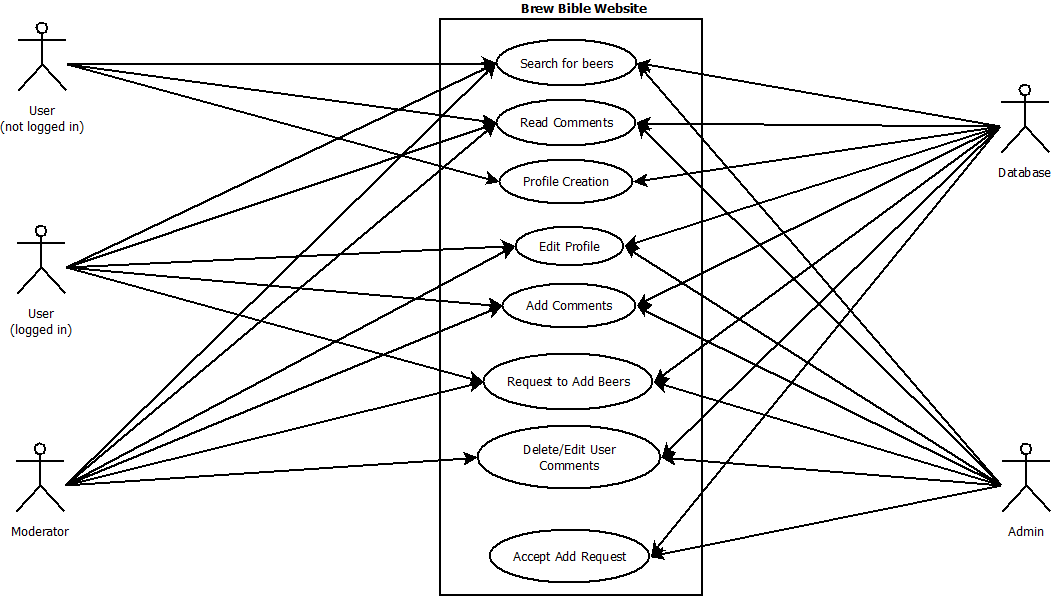 Brew Bible Website
Search for beers
Read Comments
Profile Creation
Edit Profile
Add Comments
Request to Add Beers
Delete/Edit User
Comments
Accept Add Request
User
(not logged in)
User
(logged in)
Moderator
Database
Admin